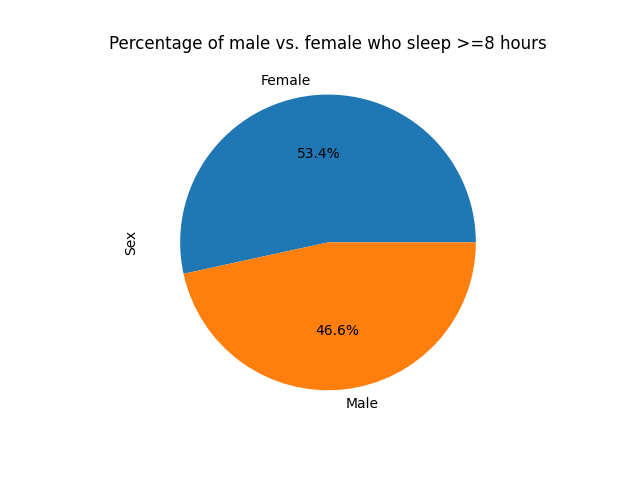 Percentage of male vs. female who sleep >=8 hours
Female
53.4%
Sex
46.6%
Male